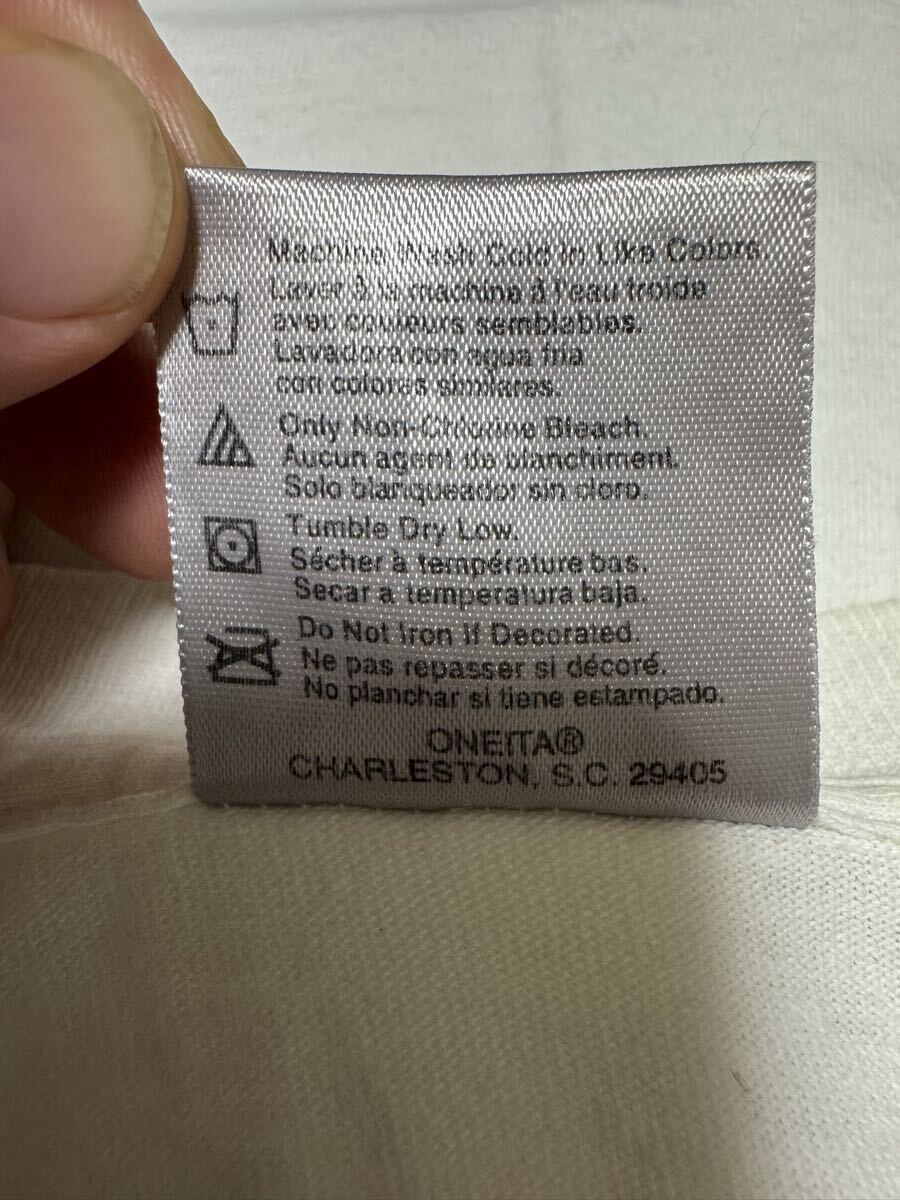 Machine Wash Cold in Like Colors
Laver à la machine à l'eau froide
avec couleurs semblables.
Lavadora con agua fria
con colores similares.
Only Non-Chlorine Bleach.
Aucun agent de blanchiment.
Solo blanqueador sin cloro.
Tumble Dry Low.
Sécher à température bas.
Secar a temperatura baja.
Do Not Iron If Decorated.
Ne pas repasser si décoré.
No planchar si tiene estampado.
ONEITA®
CHARLESTON, S.C. 29405